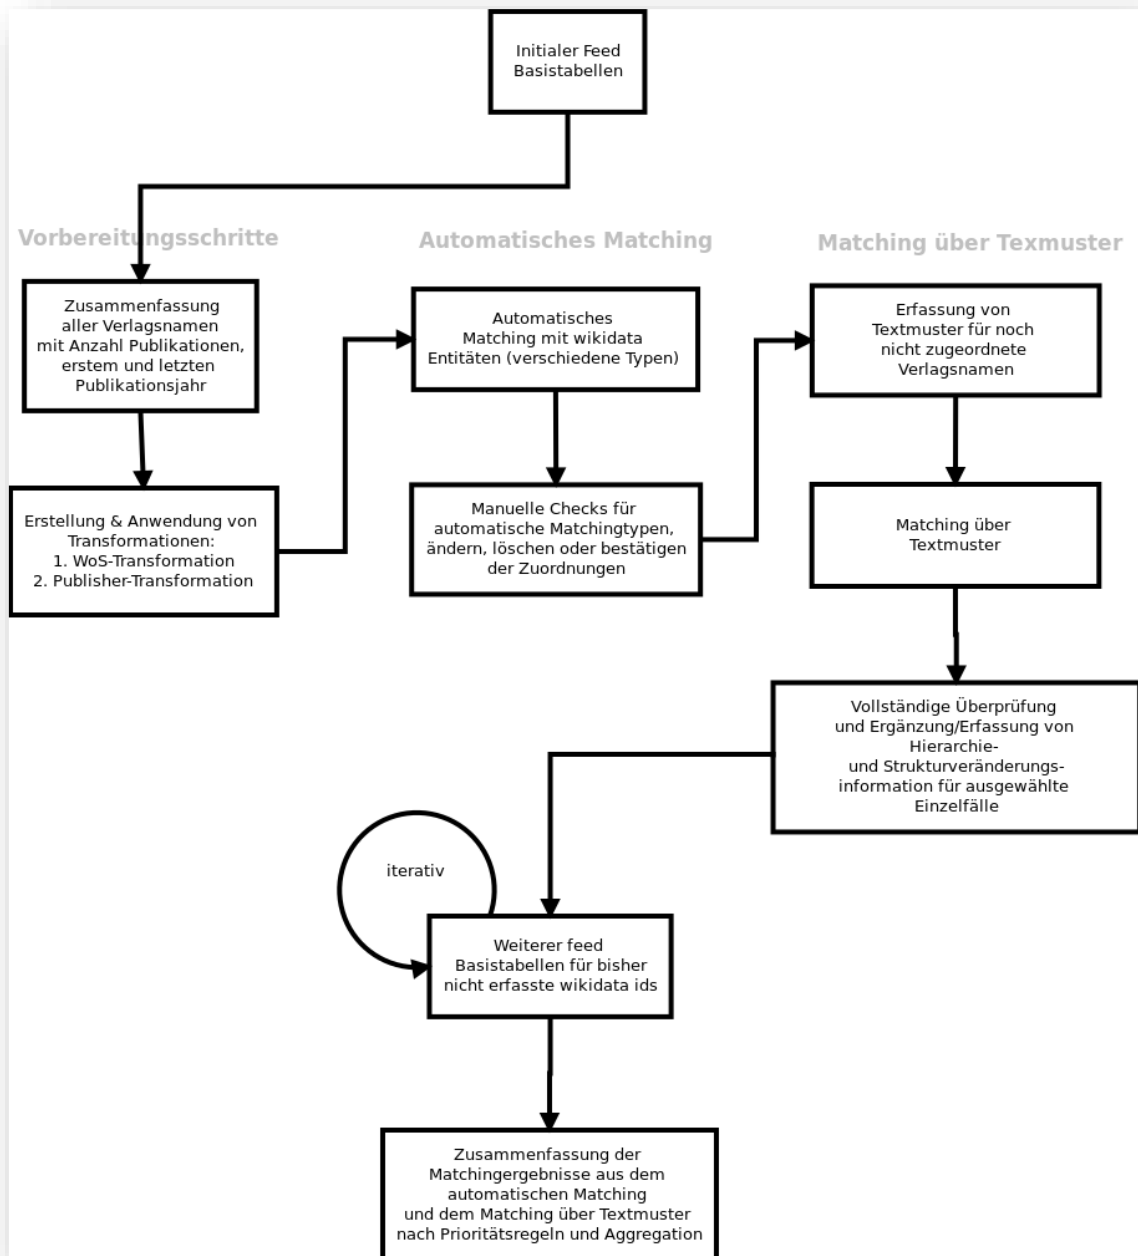 Initialer Feed
Basistabellen
Vorbereitungsschritte
Zusammenfassung
aller Verlagsnamen
mit Anzahl Publikationen,
erstem und letzten
Publikationsjahr
Erstellung & Anwendung von
Transformationen:
1. WoS-Transformation
2. Publisher-Transformation
Automatisches Matching
Automatisches
Matching mit wikidata
Entitäten (verschiedene Typen)
Manuelle Checks für
automatische Matchingtypen,
ändern, löschen oder bestätigen
der Zuordnungen
Matching über Texmuster
Erfassung von
Textmuster für noch
nicht zugeordnete
Verlagsnamen
Matching über
Textmuster
Vollständige Überprüfung
und Ergänzung/Erfassung von
Hierarchie-
und Strukturveränderungs-
information für ausgewählte
Einzelfälle
iterativ
Weiterer feed
Basistabellen für bisher
nicht erfasste wikidata ids
Zusammenfassung der
Matchingergebnisse aus dem
automatischen Matching
und dem Matching über Textmuster
nach Prioritätsregeln und Aggregation